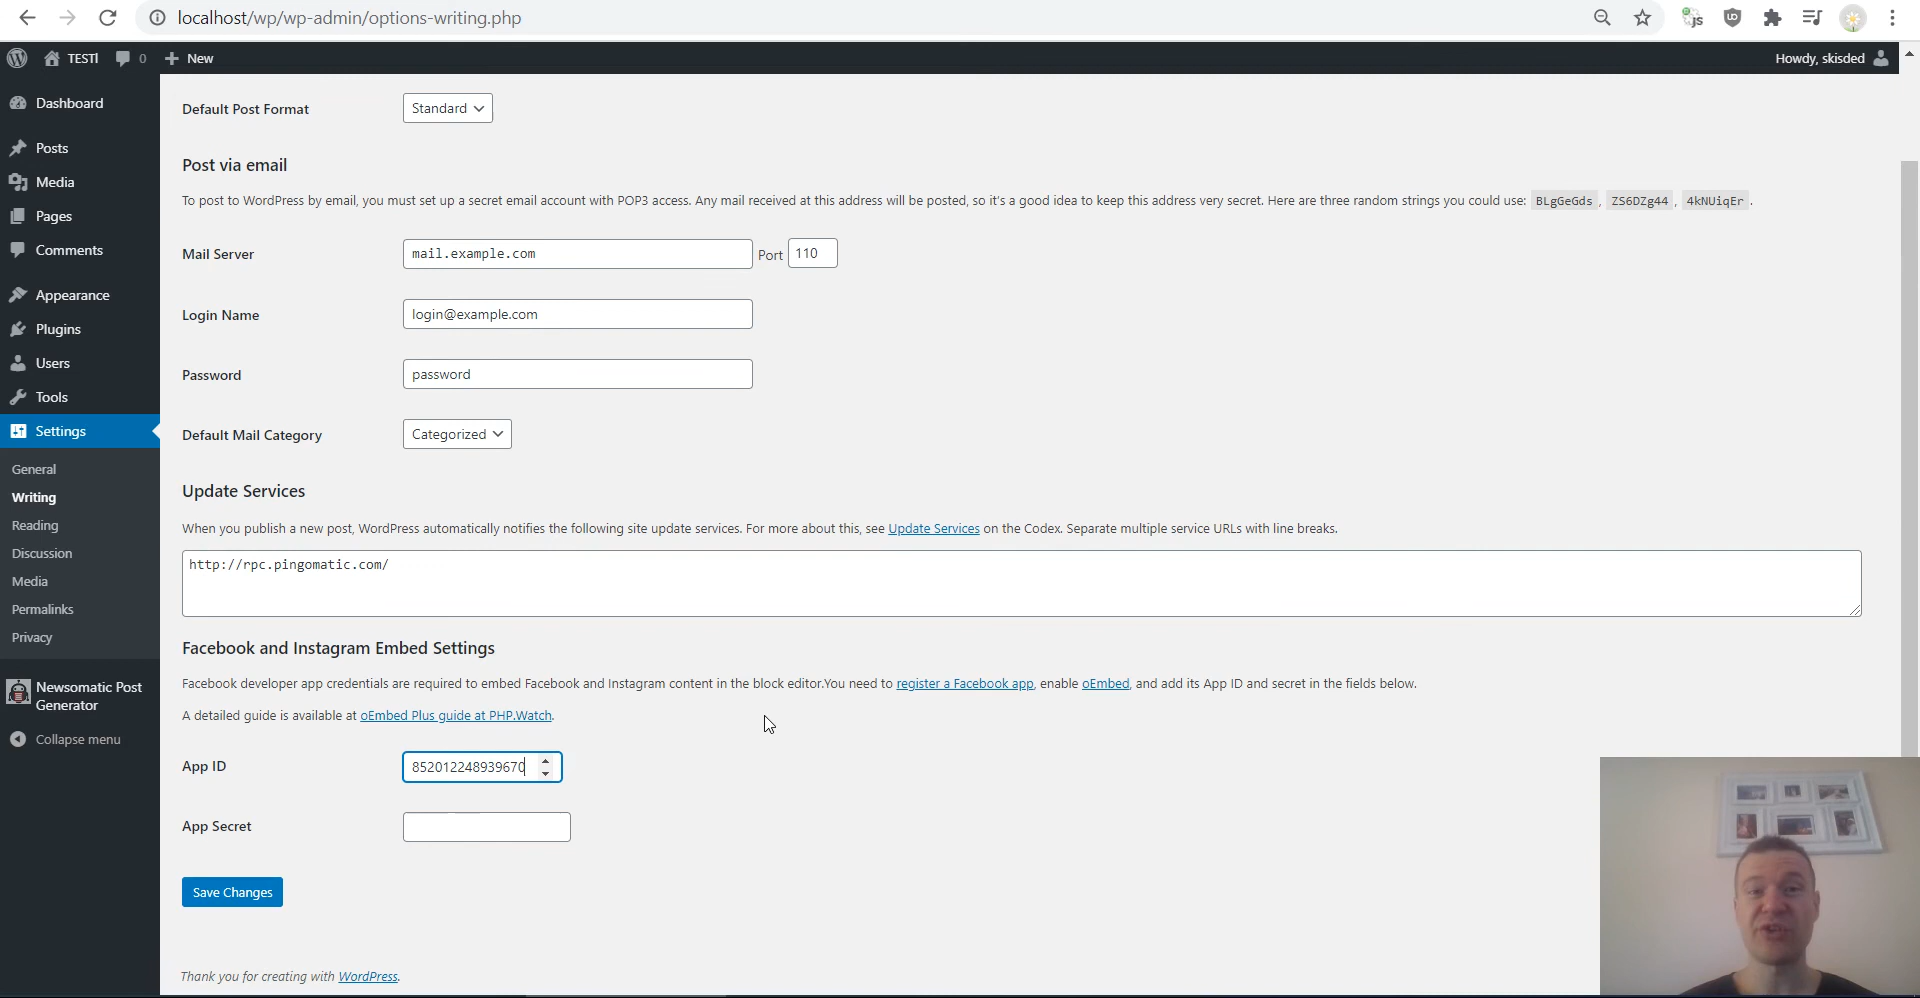 localhost/wp/wp-admin/options-writing.php
TESTl 0 New Howdy, skisded
Dashboard
Posts
Media
Pages
Comments
Appearance
Plugins
Users
Tools
Settings
General
Writing
Reading
Discussion
Media
Permalinks
Privacy
Newsomatic Post
Generator
Collapse menu
Default Post Format Standard
Post via email
To post to WordPress by email, you must set up a secret email account with POP3 access. Any mail received at this address will be posted, so it's a good idea to keep this address very secret. Here are three random strings you could use: BLgGeGds , ZS6DZg44 , 4kNUiqEr .
Mail Server mail.example.com Port 110
Login Name login@example.com
Password password
Default Mail Category Categorized
Update Services
When you publish a new post, WordPress automatically notifies the following site update services. For more about this, see Update Services on the Codex. Separate multiple service URLs with line breaks.
http://rpc.pingomatic.com/
Facebook and Instagram Embed Settings
Facebook developer app credentials are required to embed Facebook and Instagram content in the block editor.You need to register a Facebook app, enable oEmbed, and add its App ID and secret in the fields below.
A detailed guide is available at oEmbed Plus guide at PHP.Watch.
App ID 852012248939670
App Secret
Save Changes
Thank you for creating with WordPress.